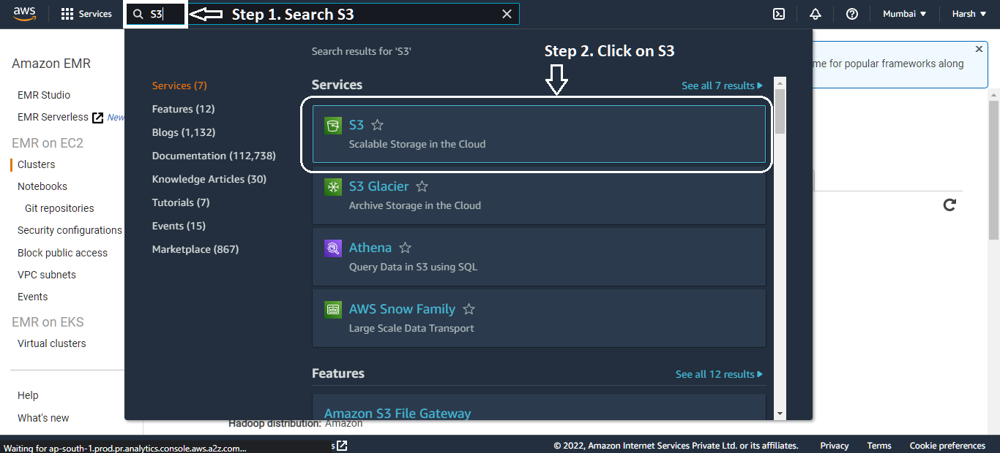 aws
Services
S3
Step 1. Search S3
Mumbai
Harsh
Amazon EMR
EMR Studio
EMR Serverless New
EMR on EC2
Clusters
Notebooks
Git repositories
Security configurations
Block public access
VPC subnets
Events
EMR on EKS
Virtual clusters
Help
What's new
Search results for 'S3'
Step 2. Click on S3
Services (7)
Features (12)
Blogs (1,132)
Documentation (112,738)
Knowledge Articles (30)
Tutorials (7)
Events (15)
Marketplace (867)
Services
See all 7 results
S3
Scalable Storage in the Cloud
S3 Glacier
Archive Storage in the Cloud
Athena
Query Data in S3 using SQL
AWS Snow Family
Large Scale Data Transport
Features
See all 12 results
Amazon S3 File Gateway
me for popular frameworks along
Hadoop distribution: Amazon
Waiting for ap-south-1.prod.pr.analytics.console.aws.a2z.com...
s
© 2022, Amazon Internet Services Private Ltd. or its affiliates.
Privacy
Terms
Cookie preferences